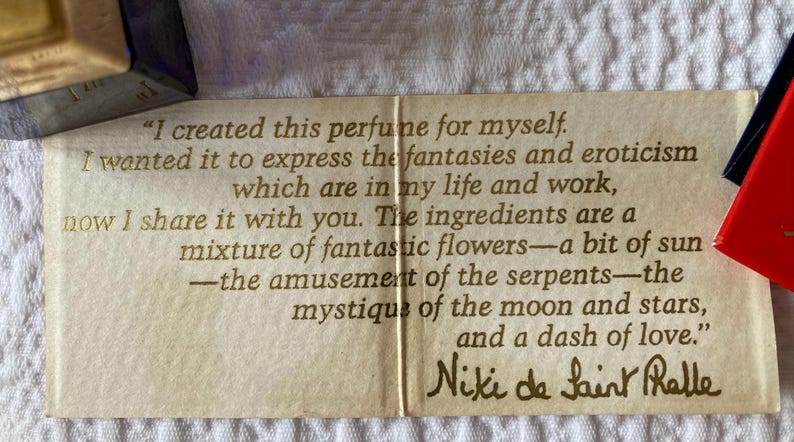 “I created this perfume for myself.
I wanted it to express the fantasies and eroticism
which are in my life and work,
now I share it with you. The ingredients are a
mixture of fantastic flowers—a bit of sun
—the amusement of the serpents—the
mystique of the moon and stars,
and a dash of love.”
Niki de Saint Phalle